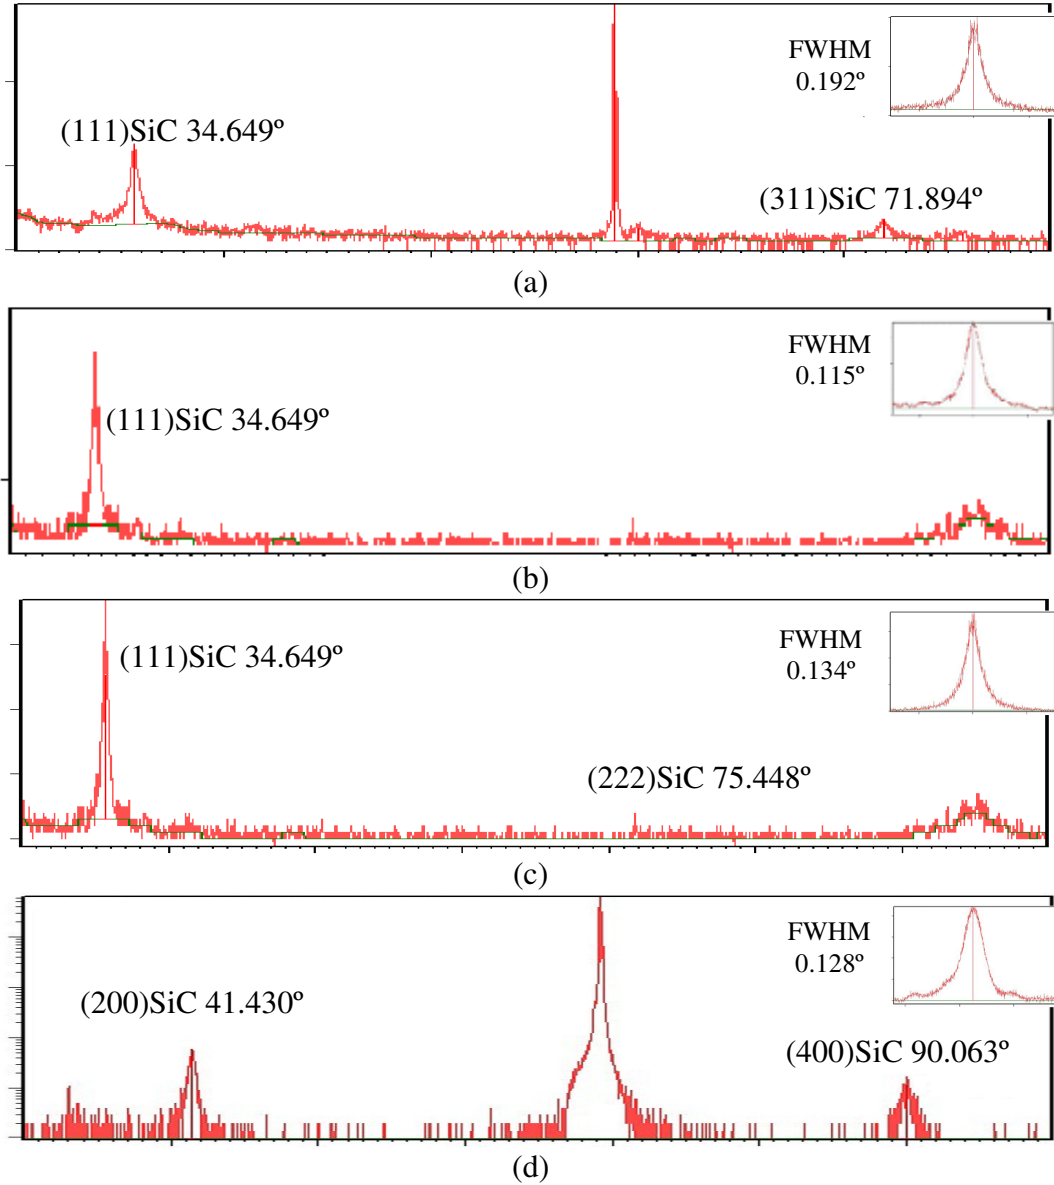 FWHM
0.192º
(111)SiC 34.649º
(311)SiC 71.894º
(a)
FWHM
0.115º
(111)SiC 34.649º
(b)
FWHM
0.134º
(111)SiC 34.649º
(222)SiC 75.448º
(c)
FWHM
0.128º
(200)SiC 41.430º
(400)SiC 90.063º
(d)